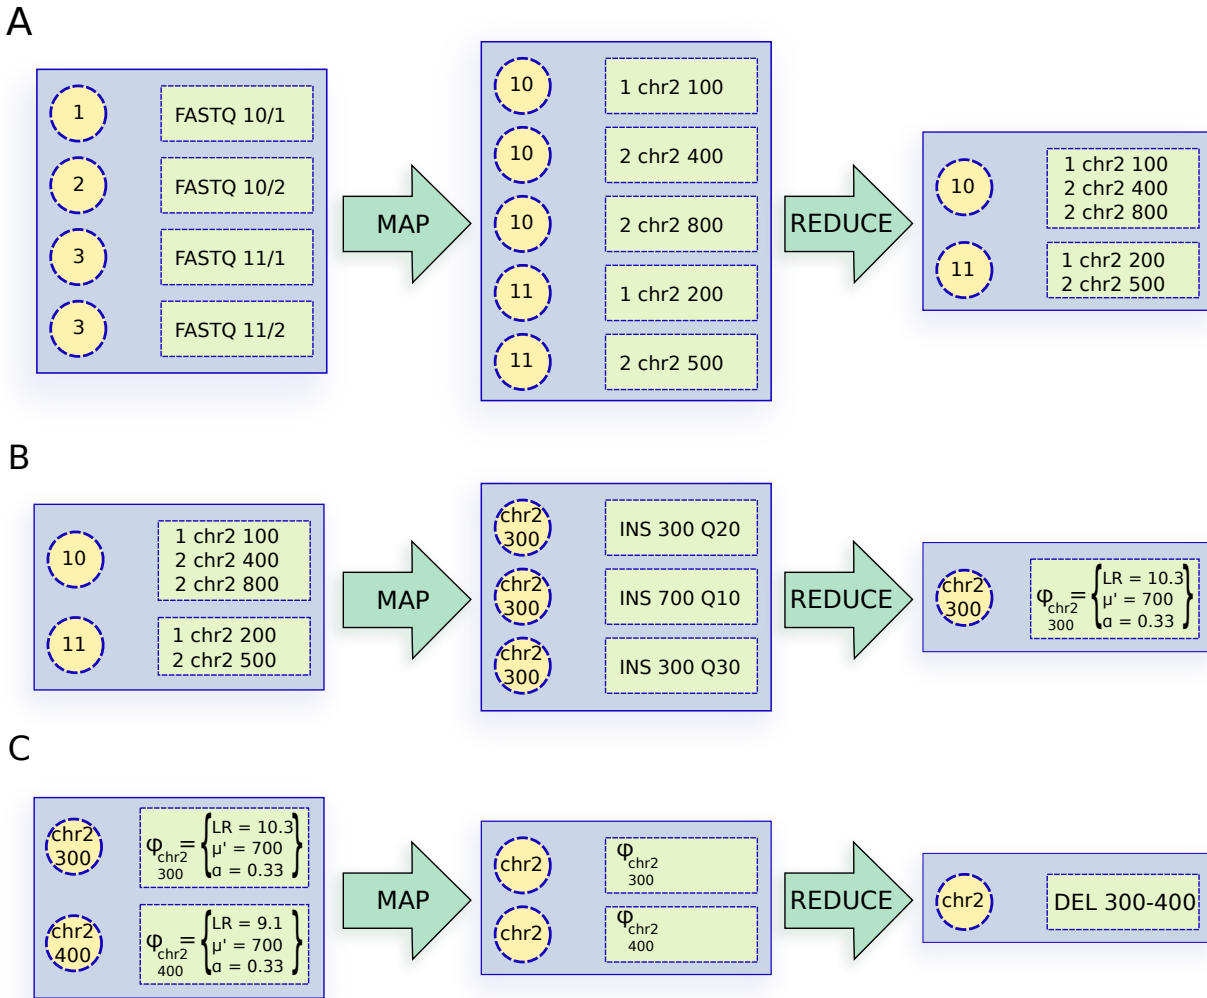 A
1
FASTQ 10/1
2
FASTQ 10/2
3
FASTQ 11/1
3
FASTQ 11/2
MAP
10
1 chr2 100
10
2 chr2 400
10
2 chr2 800
11
1 chr2 200
11
2 chr2 500
REDUCE
10
1 chr2 100
2 chr2 400
2 chr2 800
11
1 chr2 200
2 chr2 500
B
10
1 chr2 100
2 chr2 400
2 chr2 800
11
1 chr2 200
2 chr2 500
MAP
chr2
300
INS 300 Q20
chr2
300
INS 700 Q10
chr2
300
INS 300 Q30
REDUCE
chr2
300
φchr2 300={
LR = 10.3
μ' = 700
α = 0.33
}
C
chr2
300
φchr2 300={
LR = 10.3
μ' = 700
α = 0.33
}
chr2
400
φchr2 400={
LR = 9.1
μ' = 700
α = 0.33
}
MAP
chr2
φchr2
300
chr2
φchr2
400
REDUCE
chr2
DEL 300-400